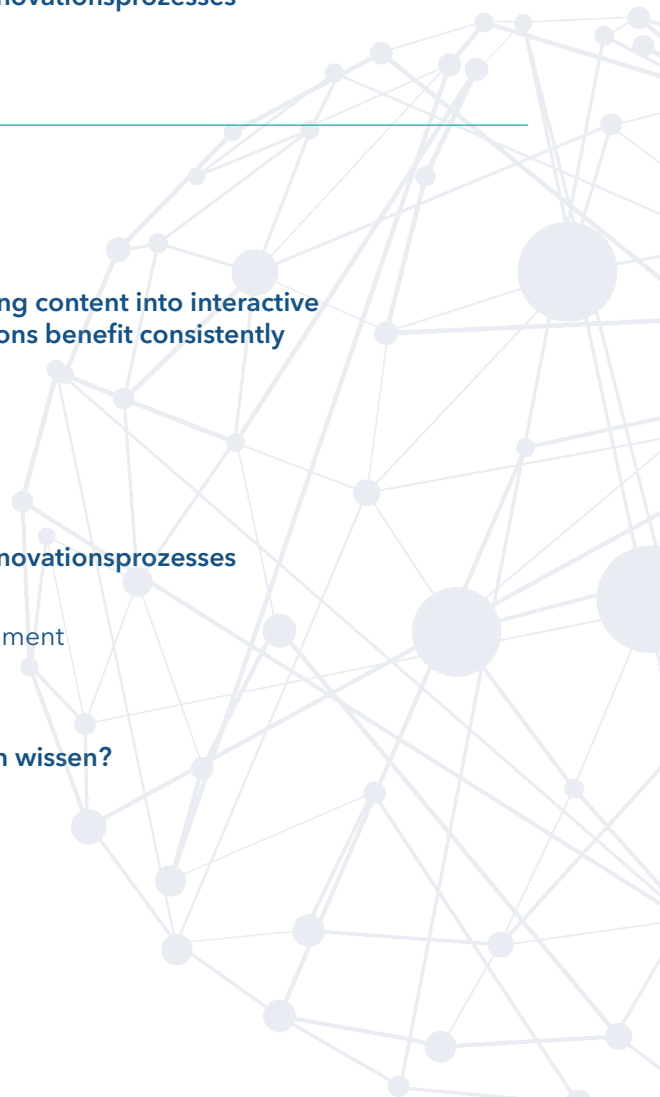 novationsprozesses
ng content into interactive
ons benefit consistently
novationsprozesses
ment
n wissen?